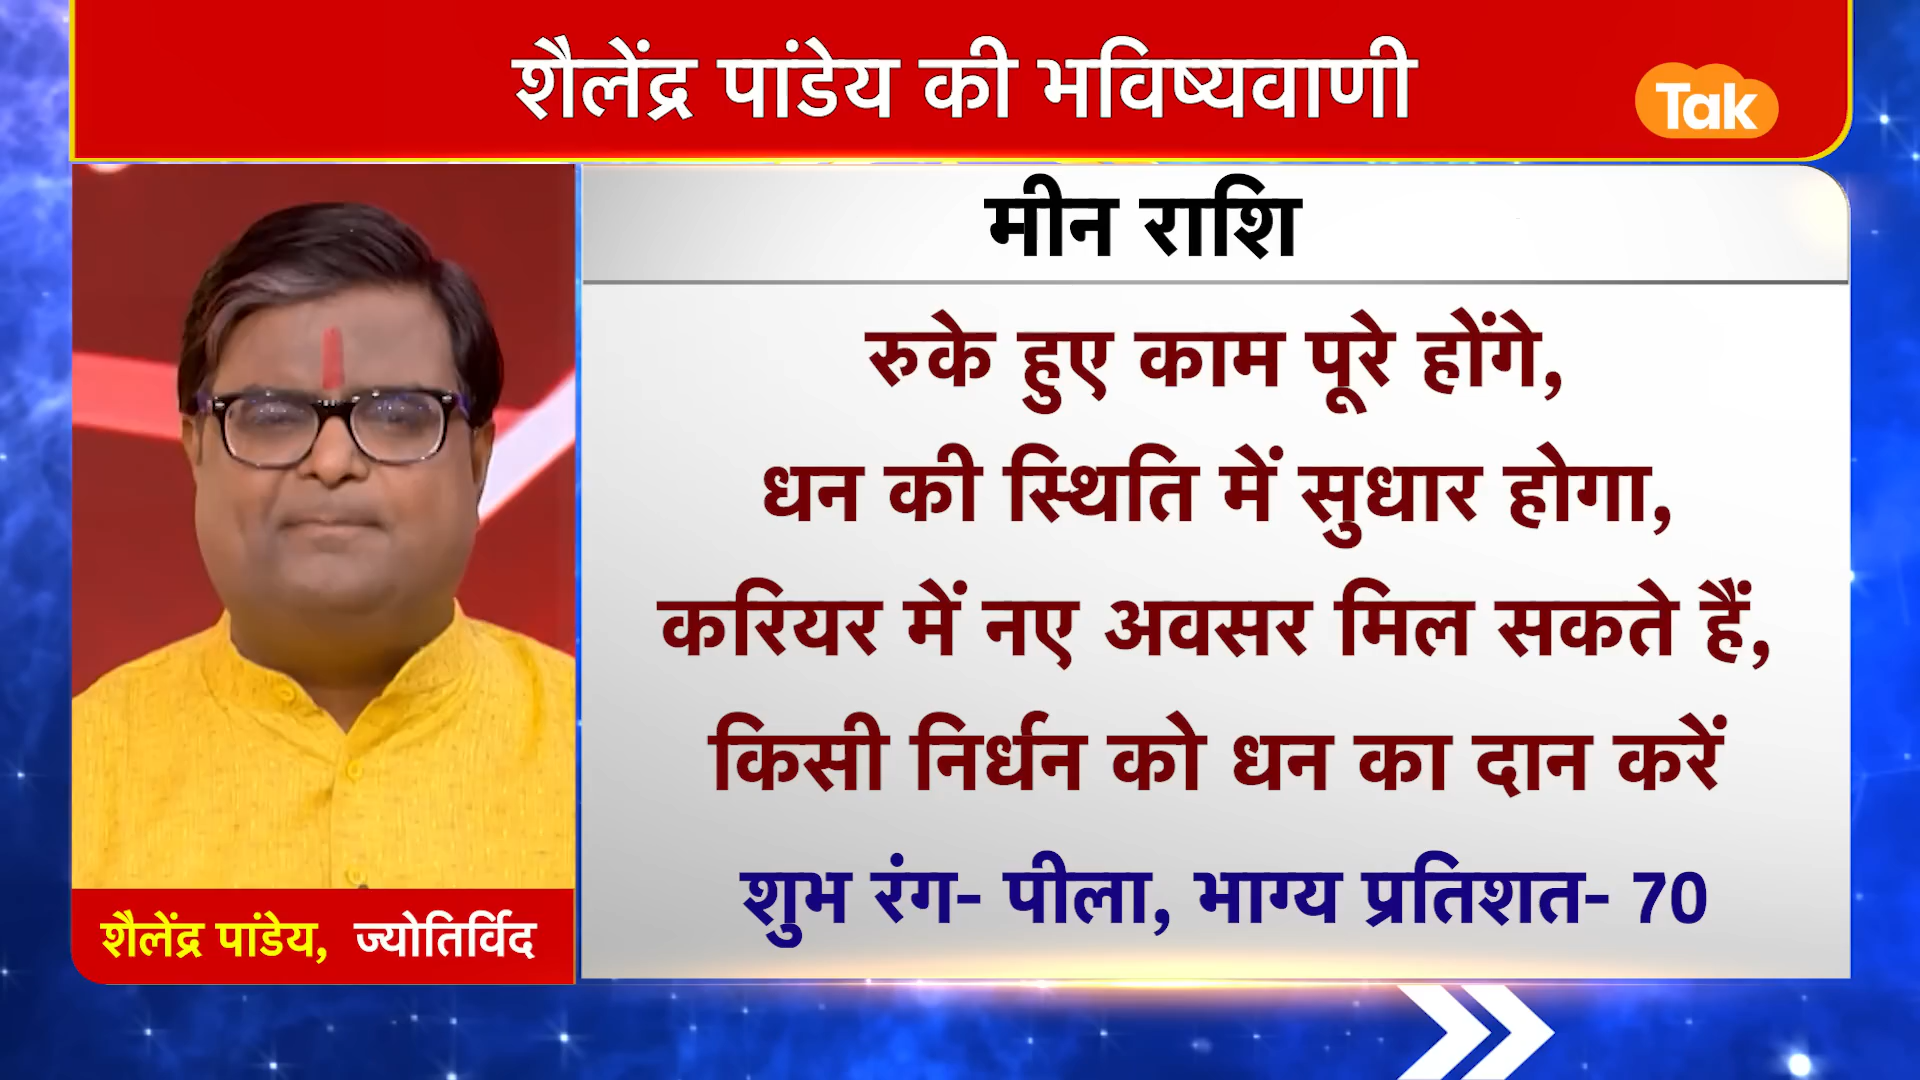 शैलेंद्र पांडेय की भविष्यवाणी
Tak
मीन राशि
रुके हुए काम पूरे होंगे,
धन की स्थिति में सुधार होगा,
करियर में नए अवसर मिल सकते हैं,
किसी निर्धन को धन का दान करें
शुभ रंग- पीला, भाग्य प्रतिशत- 70
शैलेंद्र पांडेय, ज्योतिर्विद